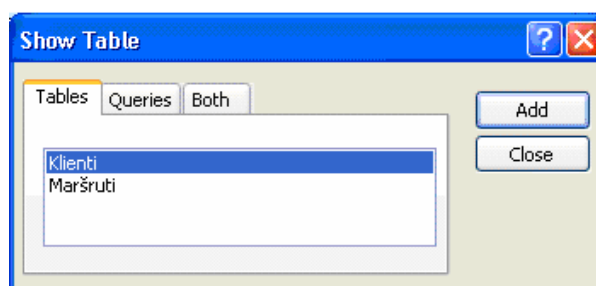 Show Table
Tables Queries Both
Add
Close
Klienti
Maršruti